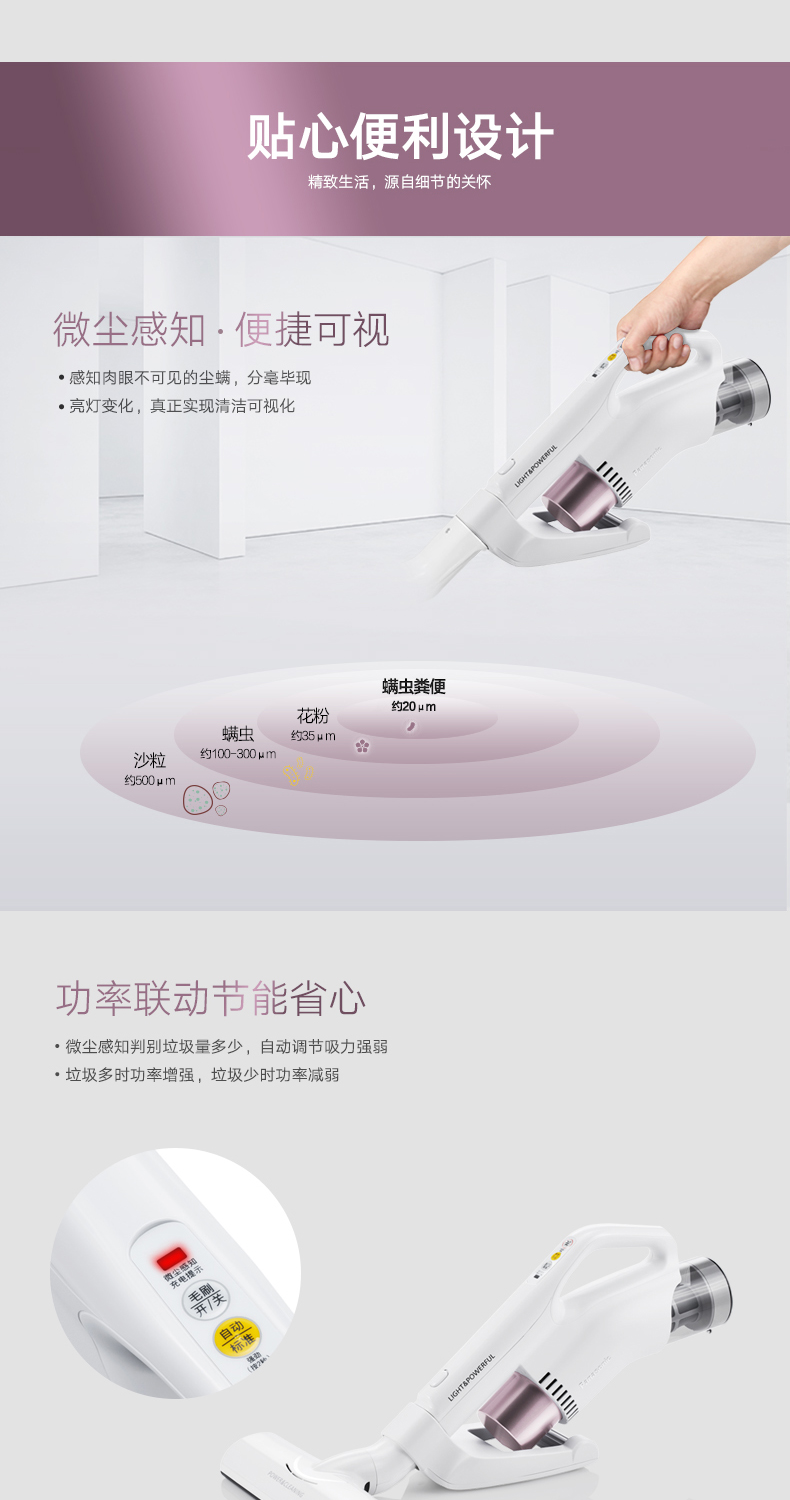 贴心便利设计
精致生活，源自细节的关怀
微尘感知·便捷可视
• 感知肉眼不可见的尘螨，分毫毕现
• 亮灯变化，真正实现清洁可视化
LIGHT&POWERFUL
螨虫粪便
约20μm
花粉
约35μm
螨虫
约100-300μm
沙粒
约500μm
功率联动节能省心
• 微尘感知判别垃圾量多少，自动调节吸力强弱
• 垃圾多时功率增强，垃圾少时功率减弱
微尘感知
充电提示
毛刷
开/关
自动
标准
LIGHT&POWERFUL